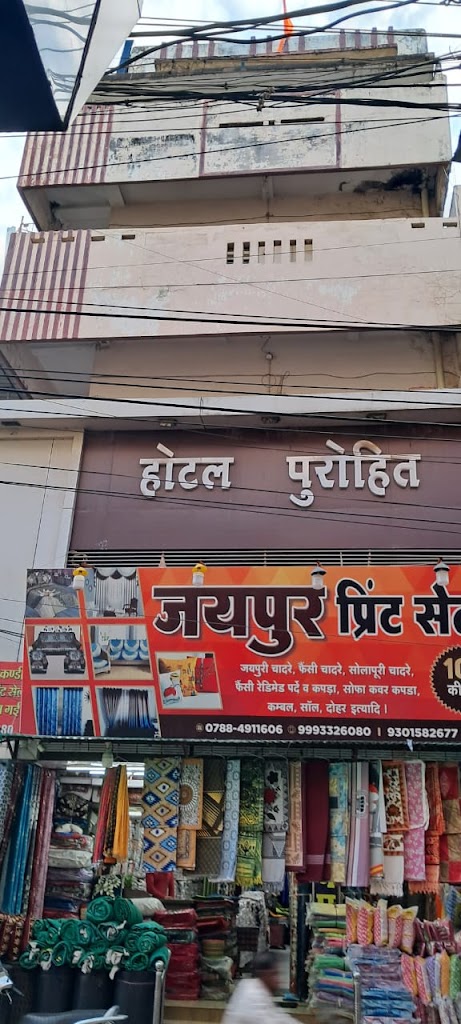 होटल पुरोहित
जयपुर प्रिंट
जयपुरी चादरे, फैंसी चादरे, सोलापूरी चादरे,
फैंसी रेडिमेड पर्दे व कपड़ा, सोफा कवर कपडा,
कम्बल, सॉल, दोहर इत्यादि ।
0788-4911606 9993326080 । 9301582677